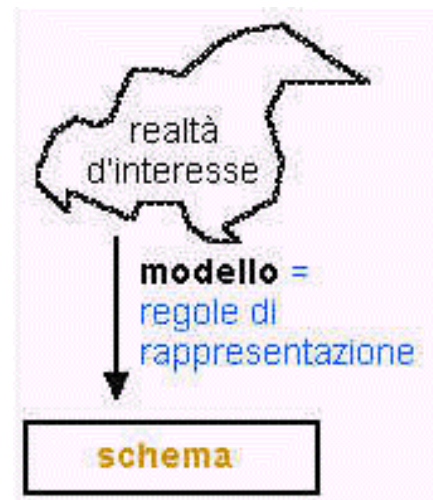 realtà
d'interesse
modello =
regole di
rappresentazione
schema